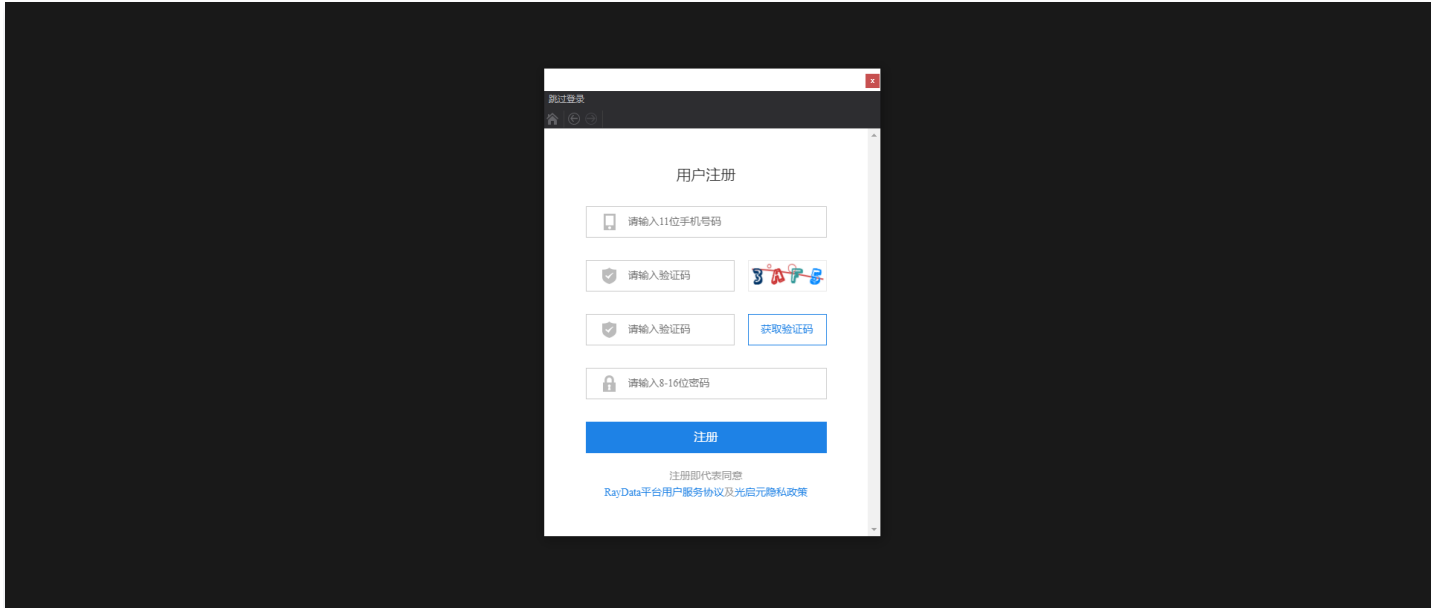 x
跳过登录
用户注册
请输入11位手机号码
请输入验证码
3AF5
请输入验证码
获取验证码
请输入8-16位密码
注册
注册即代表同意
RayData平台用户服务协议及光启元隐私政策